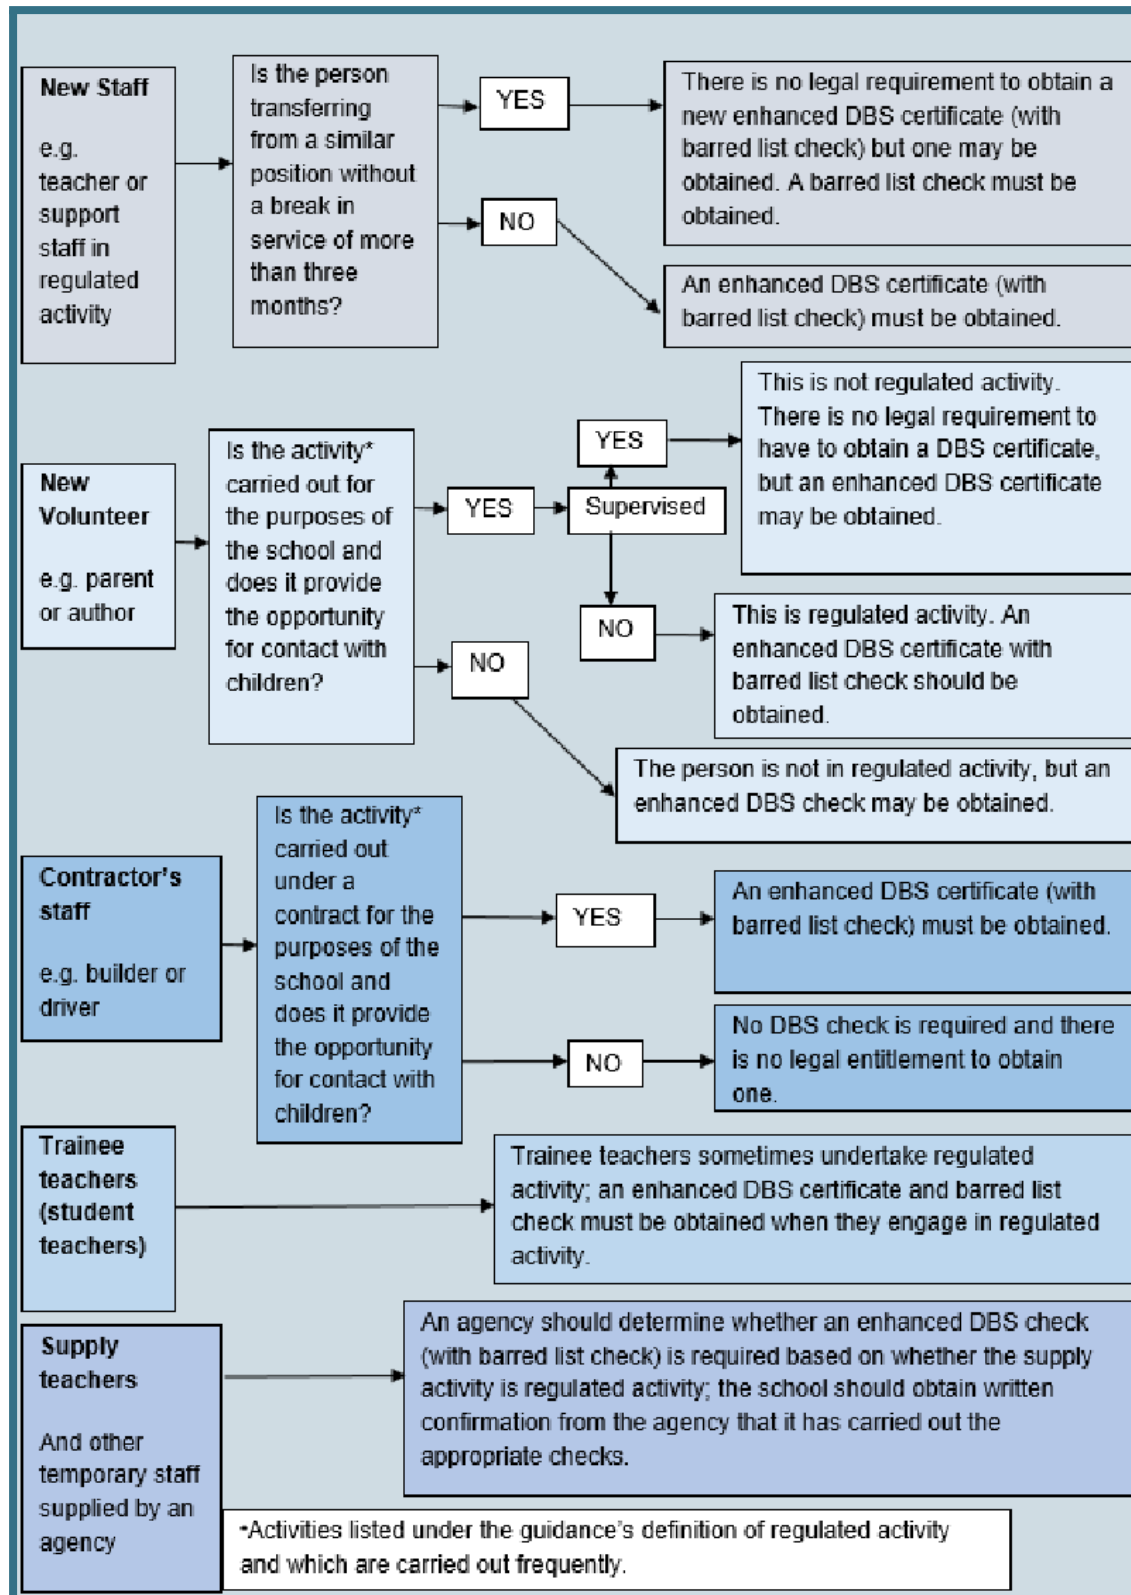 New Staff
e.g.
teacher or
support
staff in
regulated
activity
Is the person
transferring
from a similar
position without
a break in
service of more
than three
months?
YES
There is no legal requirement to obtain a
new enhanced DBS certificate (with
barred list check) but one may be
obtained. A barred list check must be
obtained.
NO
An enhanced DBS certificate (with
barred list check) must be obtained.
New
Volunteer
e.g. parent
or author
Is the activity*
carried out for
the purposes of
the school and
does it provide
the opportunity
for contact with
children?
YES
Supervised
YES
This is not regulated activity.
There is no legal requirement to
have to obtain a DBS certificate,
but an enhanced DBS certificate
may be obtained.
NO
This is regulated activity. An
enhanced DBS certificate with
barred list check should be
obtained.
NO
The person is not in regulated activity, but an
enhanced DBS check may be obtained.
Contractor's
staff
e.g. builder or
driver
Is the activity*
carried out
under a
contract for the
purposes of the
school and
does it provide
the opportunity
for contact with
children?
YES
An enhanced DBS certificate (with
barred list check) must be obtained.
NO
No DBS check is required and there
is no legal entitlement to obtain
one.
Trainee
teachers
(student
teachers)
Trainee teachers sometimes undertake regulated
activity; an enhanced DBS certificate and barred list
check must be obtained when they engage in regulated
activity.
Supply
teachers
And other
temporary staff
supplied by an
agency
An agency should determine whether an enhanced DBS check
(with barred list check) is required based on whether the supply
activity is regulated activity; the school should obtain written
confirmation from the agency that it has carried out the
appropriate checks.
*Activities listed under the guidance's definition of regulated activity
and which are carried out frequently.